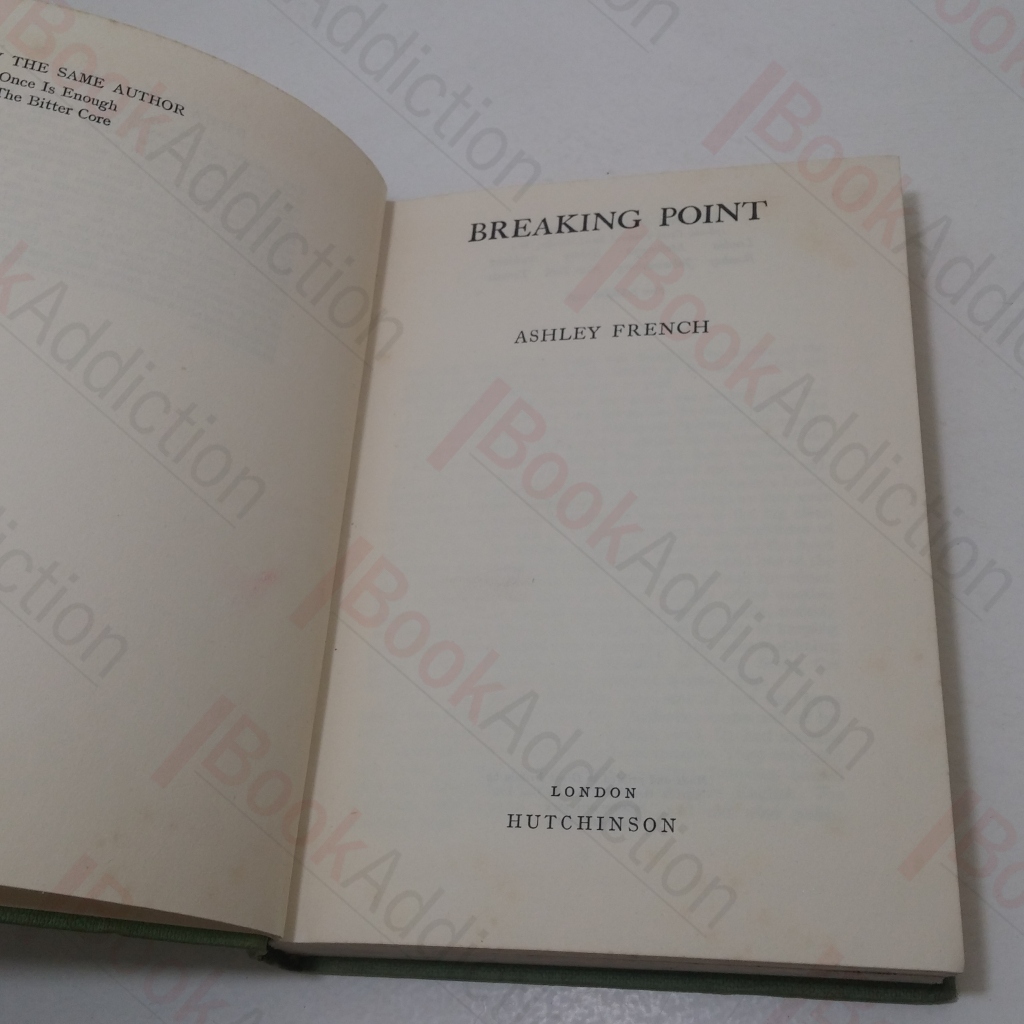 THE SAME AUTHOR
Once Is Enough
The Bitter Core
BREAKING POINT
ASHLEY FRENCH
LONDON
HUTCHINSON
BookAddiction